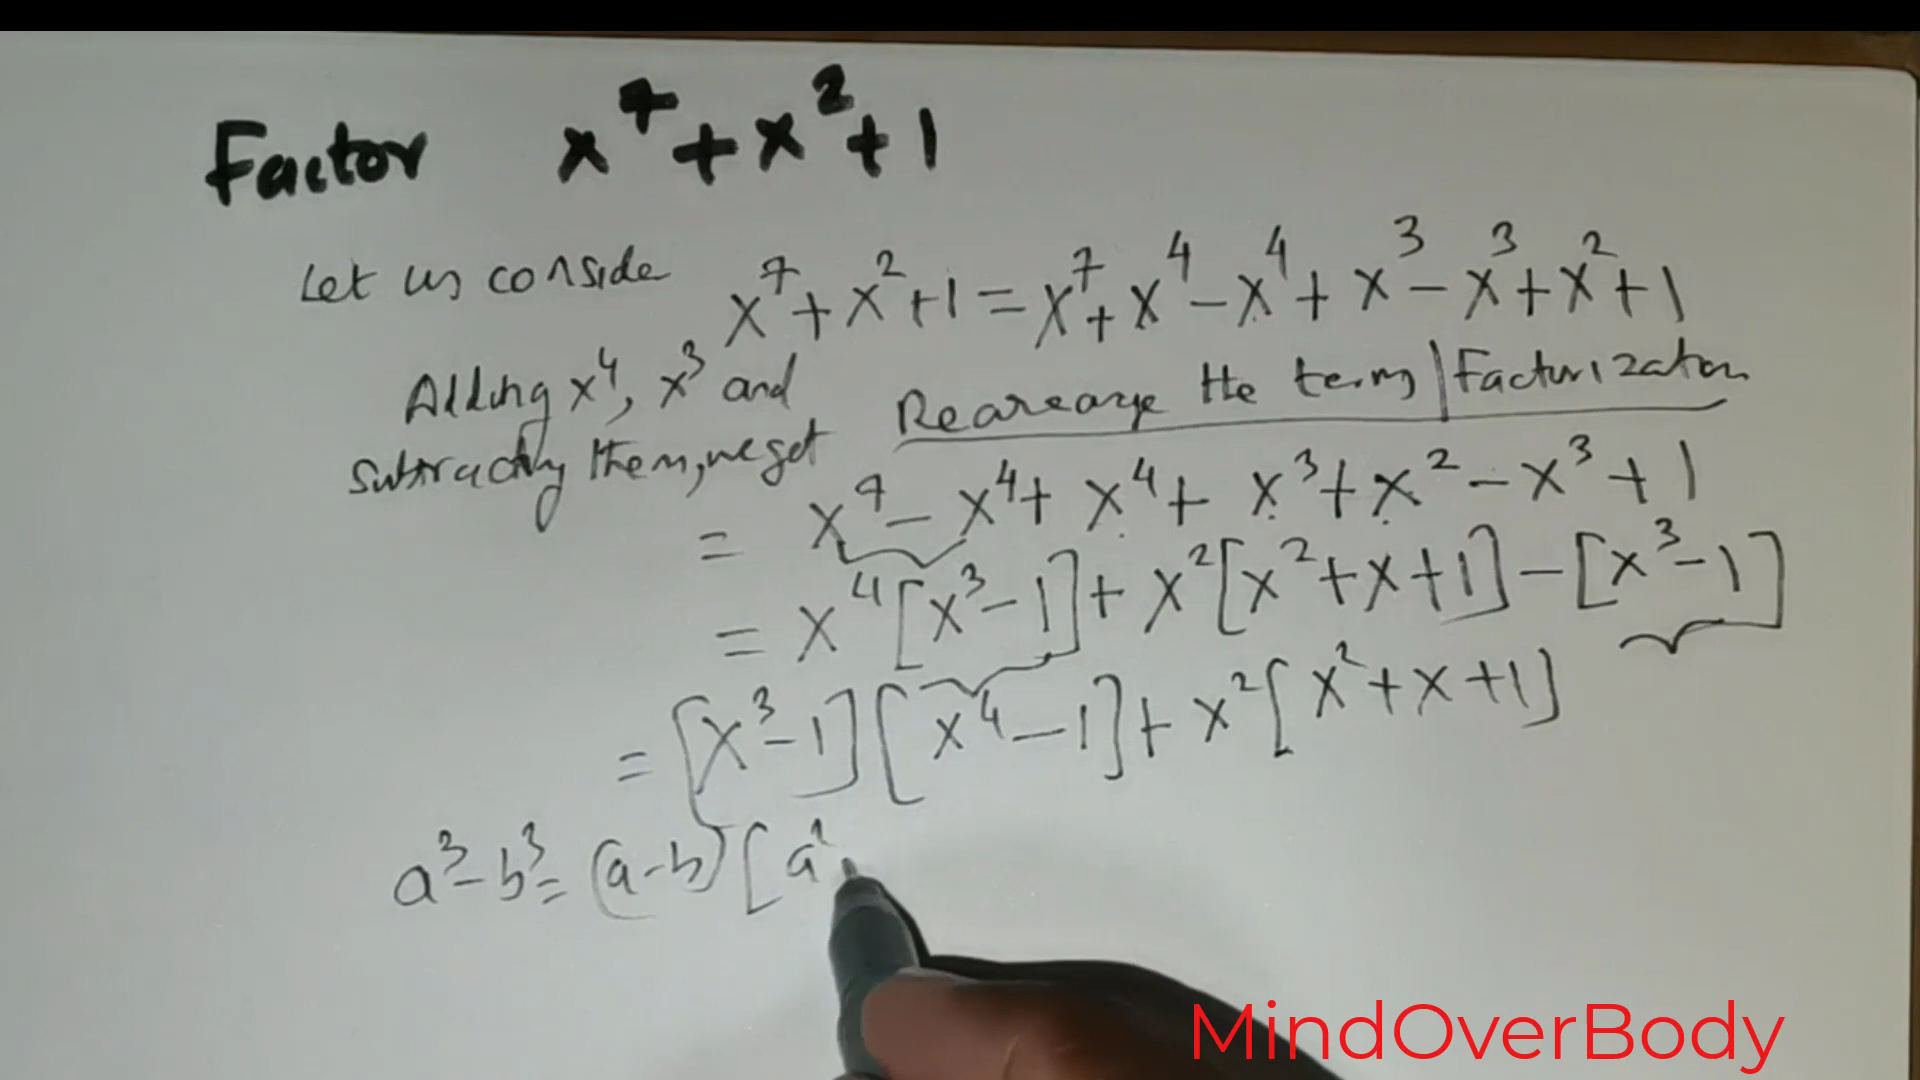 Factor x⁷+x²+1
Let us conside x⁷+x²+1=x⁷+x⁴-x⁴+x³-x³+x²+1
Adding x⁴, x³ and
subtracting them, we get Rearearge the terms | Factorization
= x⁷-x⁴+x⁴+x³+x²-x³+1
= x⁴[x³-1]+x²[x²+x+1]-[x³-1]
= [x³-1][x⁴-1]+x²[x²+x+1]
a³-b³=(a-b)[a²
MindOverBody